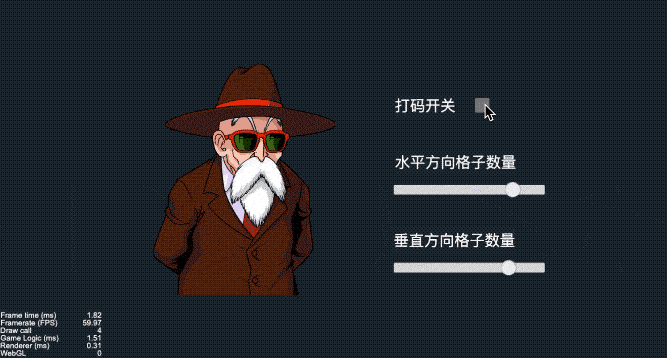 打码开关
水平方向格子数量
垂直方向格子数量
Frame time (ms) 1.82
Framerate (FPS) 59.97
Draw call 4
Game Logic (ms) 1.51
Renderer (ms) 0.31
WebGL 0